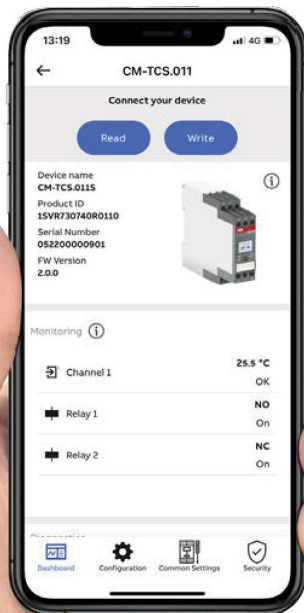 13:19
4G
CM-TCS.011
Connect your device
Read Write
Device name
CM-TCS.011S
Product ID
1SVR730740R0110
Serial Number
052200000901
FW Version
2.0.0
ABB
Monitoring
Channel 1 25.5 °C
OK
Relay 1 NO
On
Relay 2 NC
On
Diagnostics
Dashboard Configuration Common Settings Security